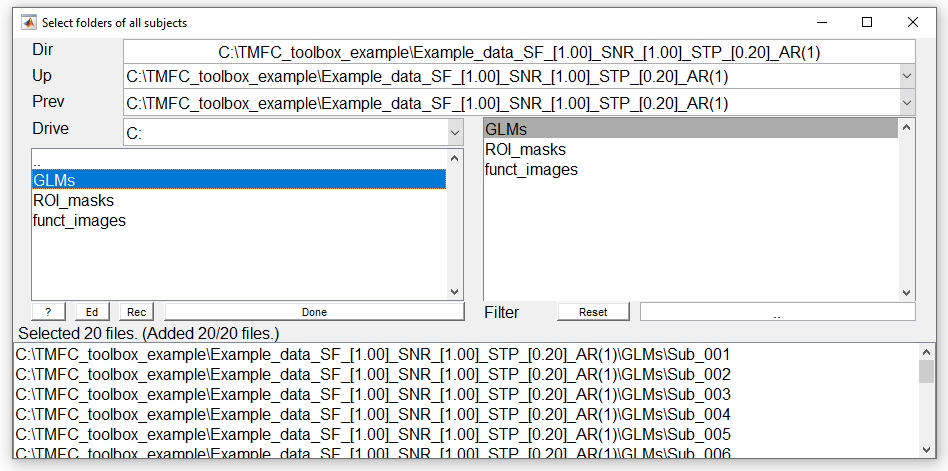 Select folders of all subjects
Dir
C:\TMFC_toolbox_example\Example_data_SF_[1.00]_SNR_[1.00]_STP_[0.20]_AR(1)
Up
C:\TMFC_toolbox_example\Example_data_SF_[1.00]_SNR_[1.00]_STP_[0.20]_AR(1)
Prev
C:\TMFC_toolbox_example\Example_data_SF_[1.00]_SNR_[1.00]_STP_[0.20]_AR(1)
Drive
C:
..
GLMs
ROI_masks
funct_images
GLMs
ROI_masks
funct_images
?
Ed
Rec
Done
Filter
Reset
..
Selected 20 files. (Added 20/20 files.)
C:\TMFC_toolbox_example\Example_data_SF_[1.00]_SNR_[1.00]_STP_[0.20]_AR(1)\GLMs\Sub_001
C:\TMFC_toolbox_example\Example_data_SF_[1.00]_SNR_[1.00]_STP_[0.20]_AR(1)\GLMs\Sub_002
C:\TMFC_toolbox_example\Example_data_SF_[1.00]_SNR_[1.00]_STP_[0.20]_AR(1)\GLMs\Sub_003
C:\TMFC_toolbox_example\Example_data_SF_[1.00]_SNR_[1.00]_STP_[0.20]_AR(1)\GLMs\Sub_004
C:\TMFC_toolbox_example\Example_data_SF_[1.00]_SNR_[1.00]_STP_[0.20]_AR(1)\GLMs\Sub_005
C:\TMFC_toolbox_example\Example_data_SF_[1.00]_SNR_[1.00]_STP_[0.20]_AR(1)\GLMs\Sub_006